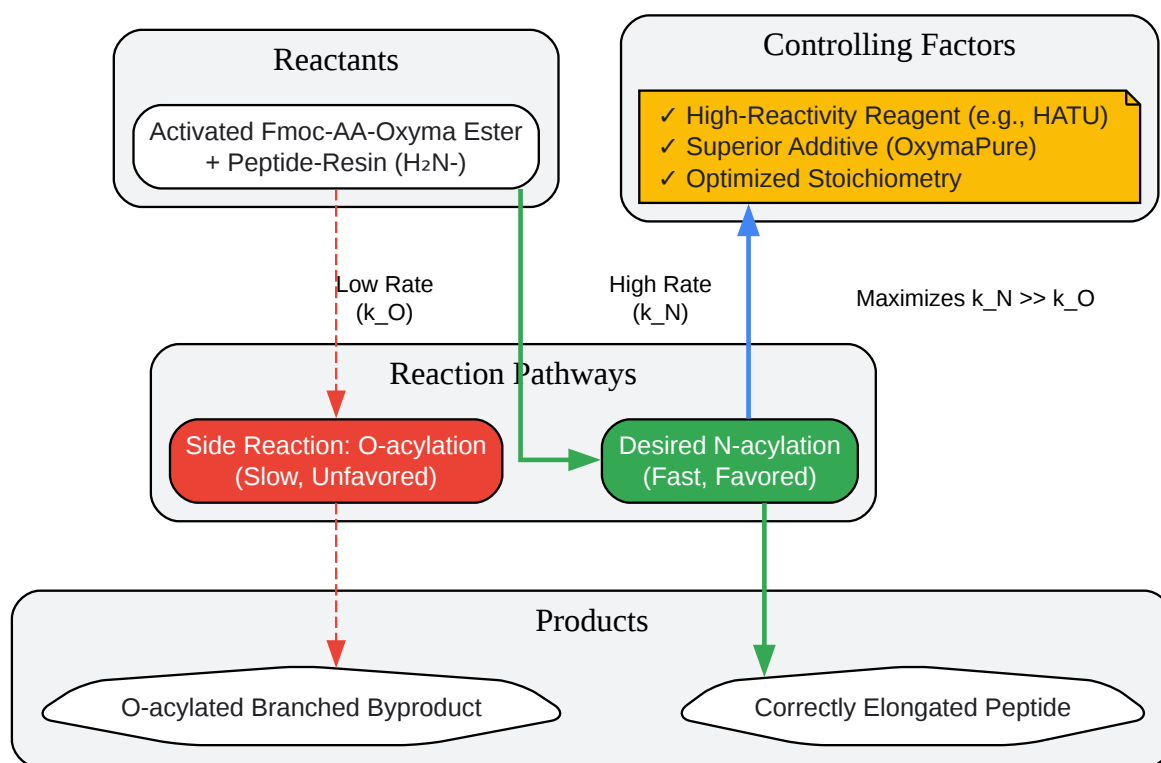 Reactants
Activated Fmoc-AA-Oxyma Ester
+ Peptide-Resin (H₂N-)
Controlling Factors
✓ High-Reactivity Reagent (e.g., HATU)
✓ Superior Additive (OxymaPure)
✓ Optimized Stoichiometry
Low Rate
(k_O)
High Rate
(k_N)
Maximizes k_N >> k_O
Reaction Pathways
Side Reaction: O-acylation
(Slow, Unfavored)
Desired N-acylation
(Fast, Favored)
Products
O-acylated Branched Byproduct
Correctly Elongated Peptide